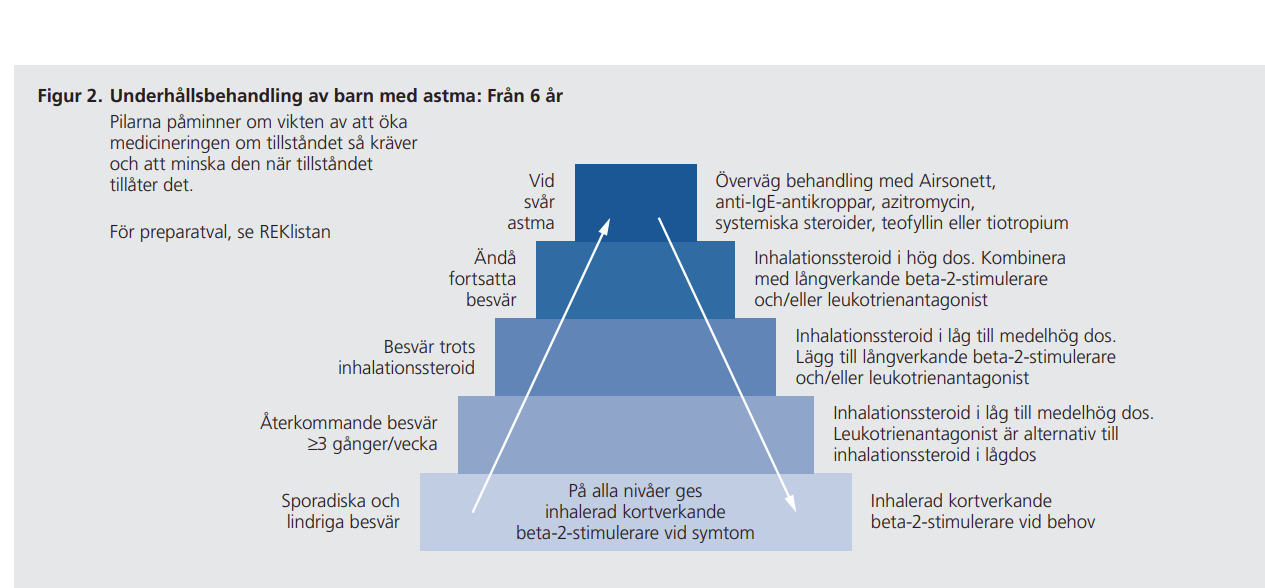 Figur 2. Underhållsbehandling av barn med astma: Från 6 år
Pilarna påminner om vikten av att öka
medicineringen om tillståndet så kräver
och att minska den när tillståndet
tillåter det.
För preparatval, se REKlistan
Vid
svår
astma
Överväg behandling med Airsonett,
anti-IgE-antikroppar, azitromycin,
systemiska steroider, teofyllin eller tiotropium
Ändå
fortsatta
besvär
Inhalationssteroid i hög dos. Kombinera
med långverkande beta-2-stimulerare
och/eller leukotrienantagonist
Besvär trots
inhalationssteroid
Inhalationssteroid i låg till medelhög dos.
Lägg till långverkande beta-2-stimulerare
och/eller leukotrienantagonist
Återkommande besvär
≥3 gånger/vecka
Inhalationssteroid i låg till medelhög dos.
Leukotrienantagonist är alternativ till
inhalationssteroid i lågdos
Sporadiska och
lindriga besvär
På alla nivåer ges
inhalerad kortverkande
beta-2-stimulerare vid symtom
Inhalerad kortverkande
beta-2-stimulerare vid behov